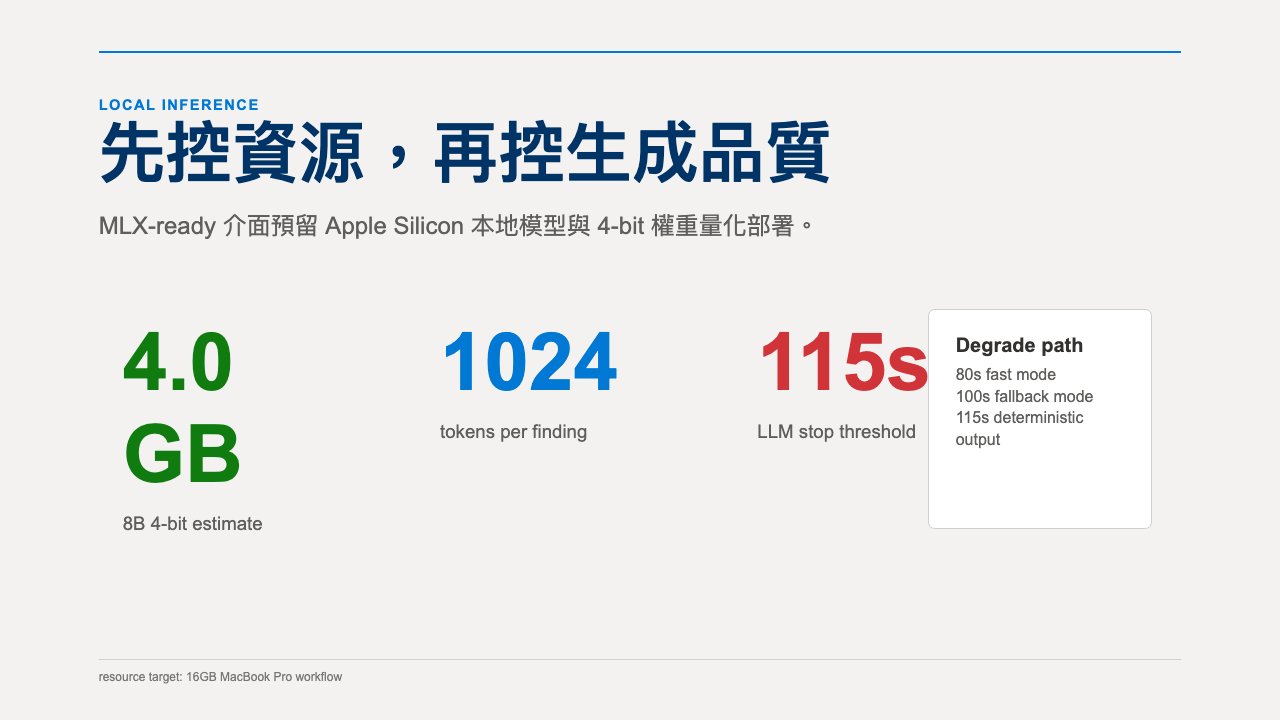 LOCAL INFERENCE
先控資源，再控生成品質
MLX-ready 介面預留 Apple Silicon 本地模型與 4-bit 權重量化部署。
4.0
GB
8B 4-bit estimate
1024
tokens per finding
115s
LLM stop threshold
Degrade path
80s fast mode
100s fallback mode
115s deterministic
output
resource target: 16GB MacBook Pro workflow